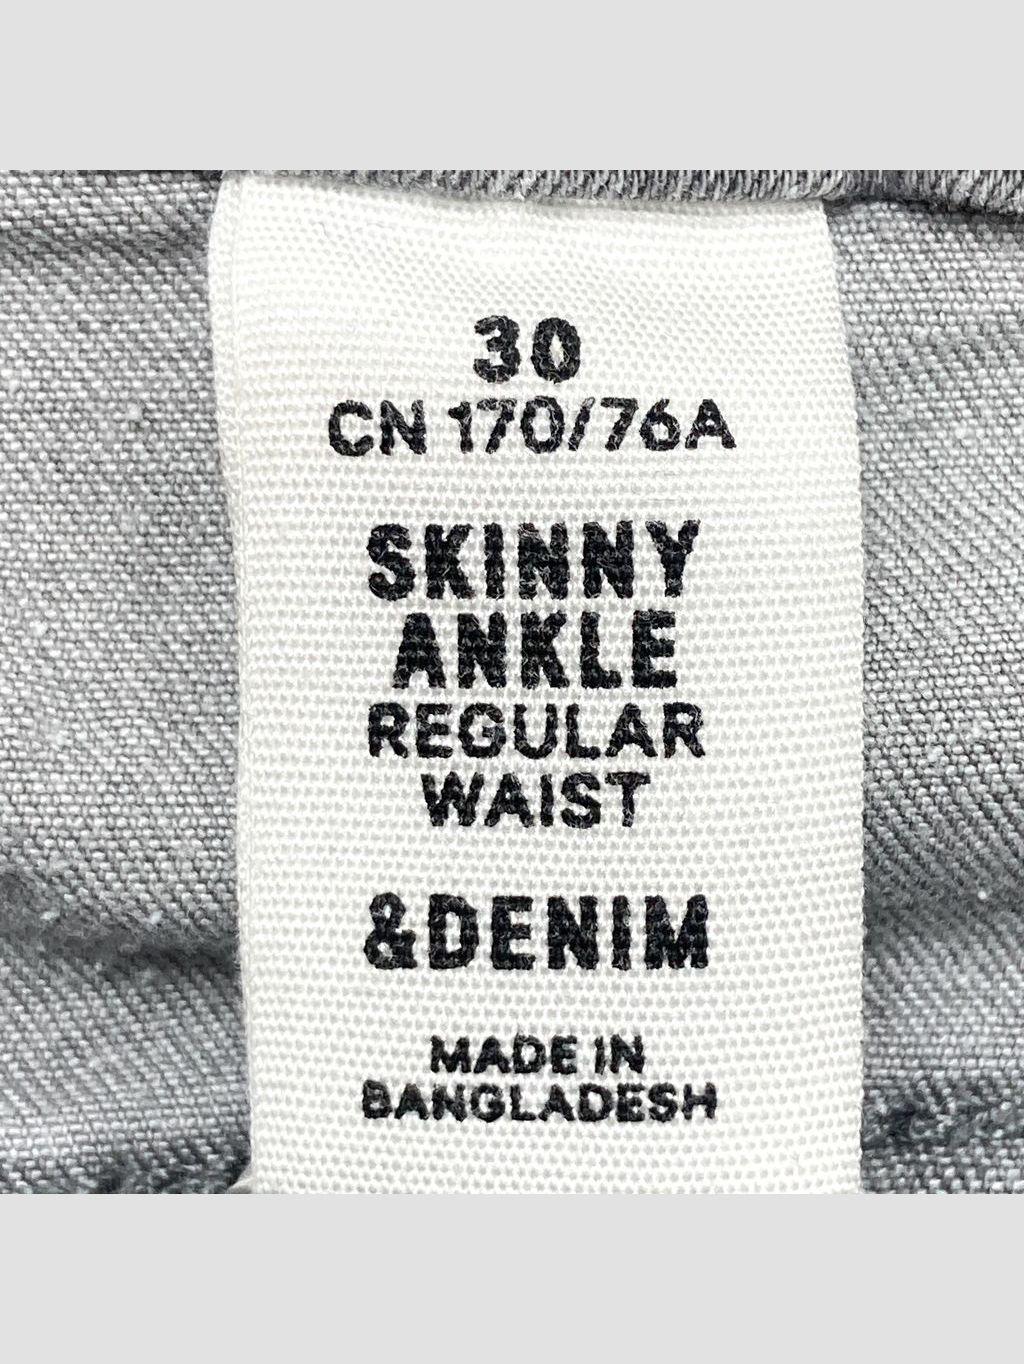 30
CN 170/76A
SKINNY
ANKLE
REGULAR
WAIST
&DENIM
MADE IN
BANGLADESH